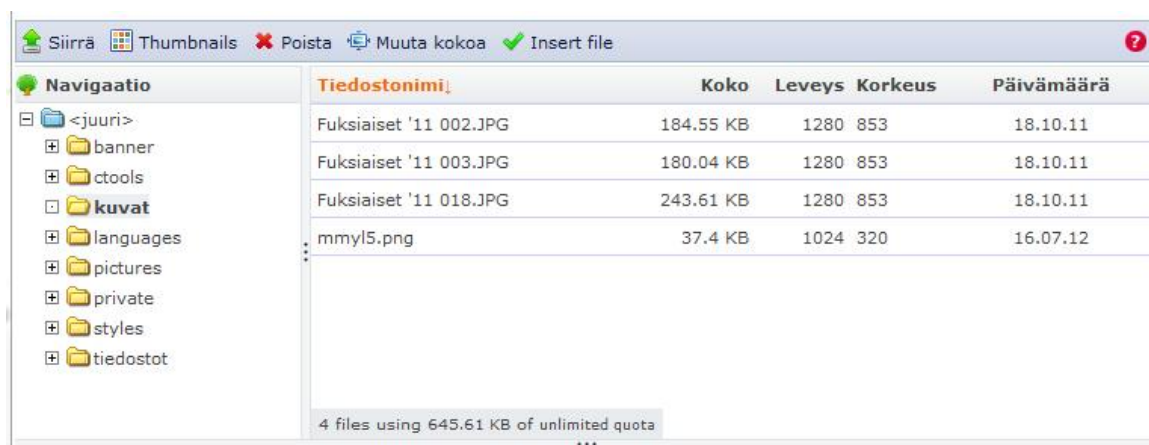 Siirrä Thumbnails Poista Muuta kokoa Insert file ?
Navigaatio Tiedostonimi↓ Koko Leveys Korkeus Päivämäärä
<juuri>
banner
ctools
kuvat
languages
pictures
private
styles
tiedostot
Fuksiaiset '11 002.JPG 184.55 KB 1280 853 18.10.11
Fuksiaiset '11 003.JPG 180.04 KB 1280 853 18.10.11
Fuksiaiset '11 018.JPG 243.61 KB 1280 853 18.10.11
mmyl5.png 37.4 KB 1024 320 16.07.12
4 files using 645.61 KB of unlimited quota